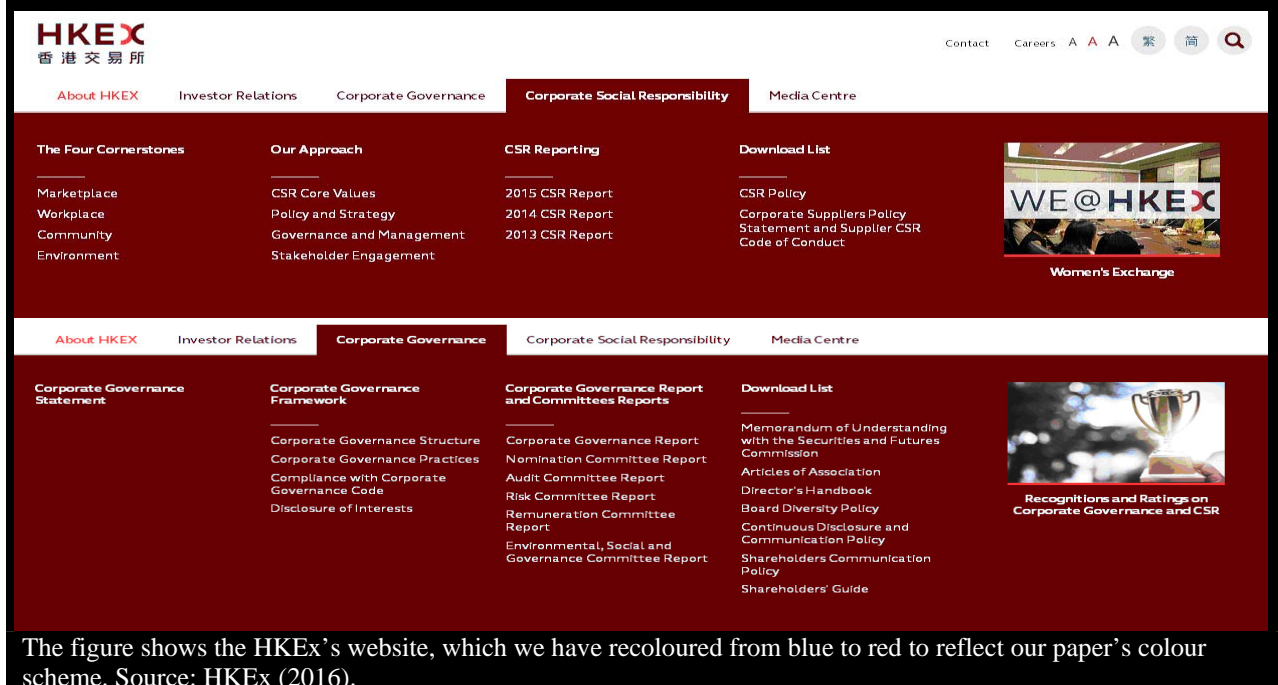 HKEX
香港交易所
Contact Careers A A A 繁 简
About HKEX Investor Relations Corporate Governance Corporate Social Responsibility Media Centre
The Four Cornerstones
Marketplace
Workplace
Community
Environment
Our Approach
CSR Core Values
Policy and Strategy
Governance and Management
Stakeholder Engagement
CSR Reporting
2015 CSR Report
2014 CSR Report
2013 CSR Report
Download List
CSR Policy
Corporate Suppliers Policy
Statement and Supplier CSR
Code of Conduct
WE@HKEX
Women's Exchange
About HKEX Investor Relations Corporate Governance Corporate Social Responsibility Media Centre
Corporate Governance
Statement
Corporate Governance
Framework
Corporate Governance Structure
Corporate Governance Practices
Compliance with Corporate
Governance Code
Disclosure of Interests
Corporate Governance Report
and Committees Reports
Corporate Governance Report
Nomination Committee Report
Audit Committee Report
Risk Committee Report
Remuneration Committee
Report
Environmental, Social and
Governance Committee Report
Download List
Memorandum of Understanding
with the Securities and Futures
Commission
Articles of Association
Director's Handbook
Board Diversity Policy
Continuous Disclosure and
Communication Policy
Shareholders Communication
Policy
Shareholders' Guide
Recognitions and Ratings on
Corporate Governance and CSR
The figure shows the HKEx’s website, which we have recoloured from blue to red to reflect our paper’s colour
scheme. Source: HKEx (2016).